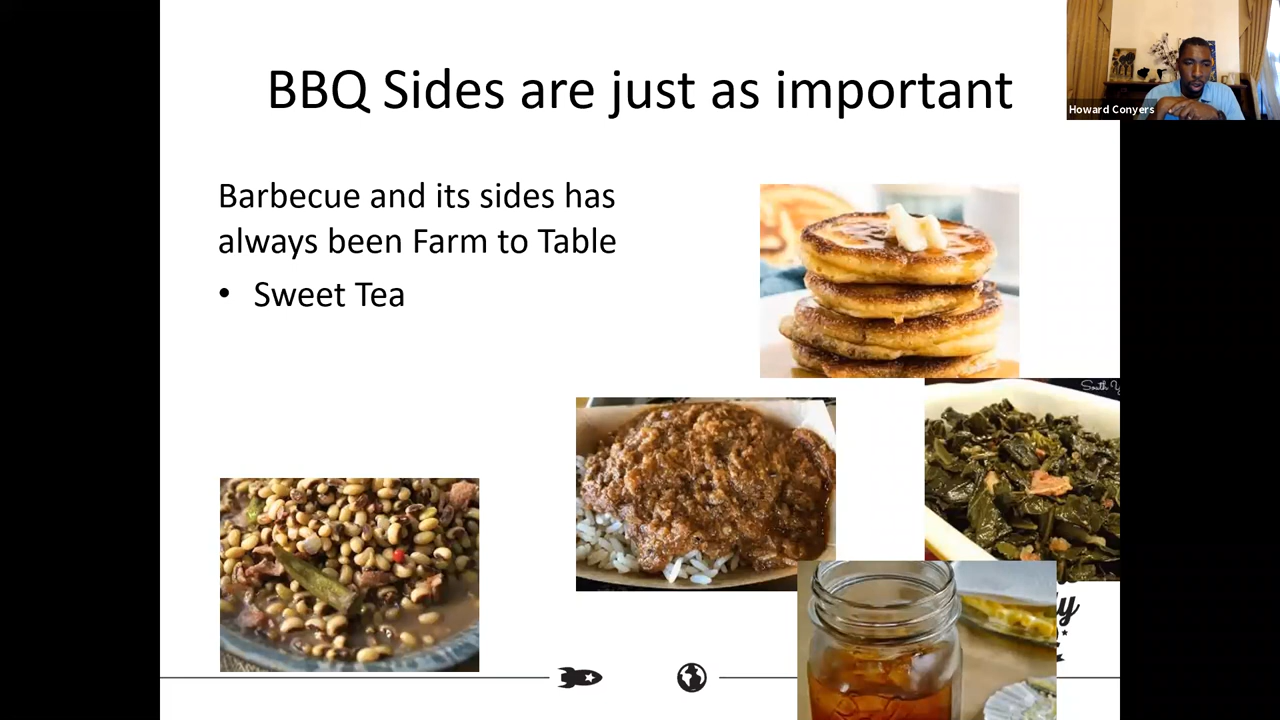 BBQ Sides are just as important
Howard Conyers
Barbecue and its sides has
always been Farm to Table
• Sweet Tea
South